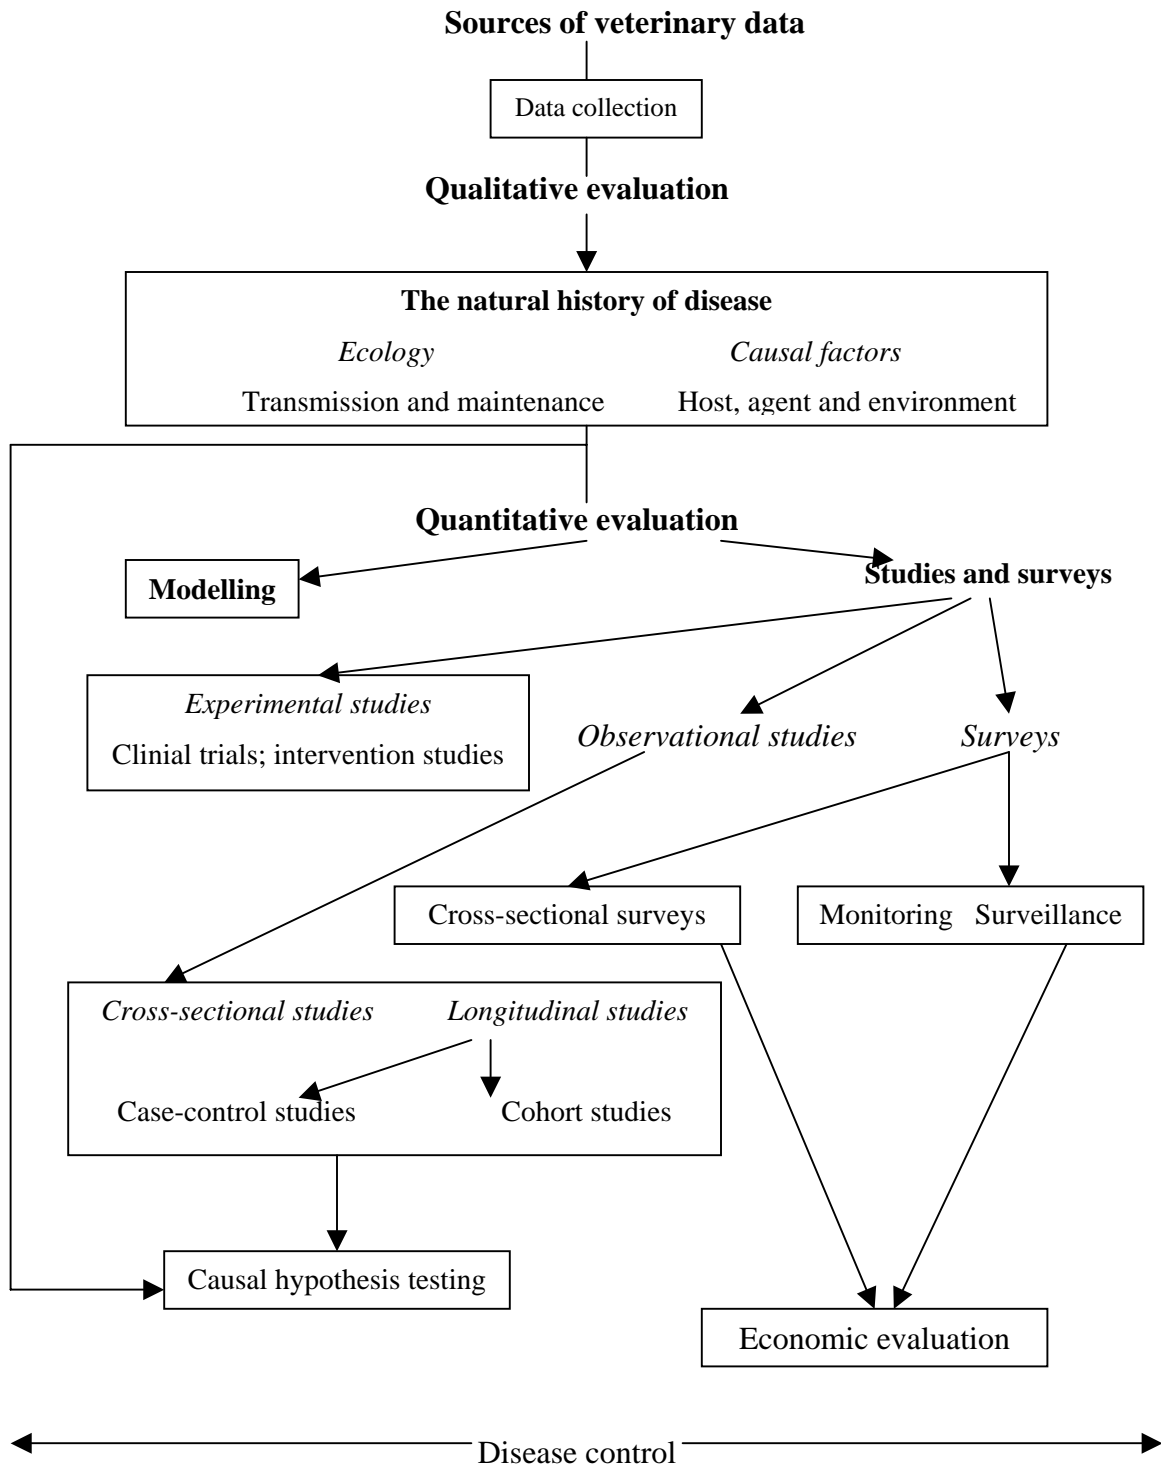 Sources of veterinary data
Data collection
Qualitative evaluation
The natural history of disease
Ecology Causal factors
Transmission and maintenance Host, agent and environment
Quantitative evaluation
Modelling
Studies and surveys
Experimental studies
Clinial trials; intervention studies
Observational studies Surveys
Cross-sectional surveys
Monitoring Surveillance
Cross-sectional studies Longitudinal studies
Case-control studies Cohort studies
Causal hypothesis testing
Economic evaluation
Disease control